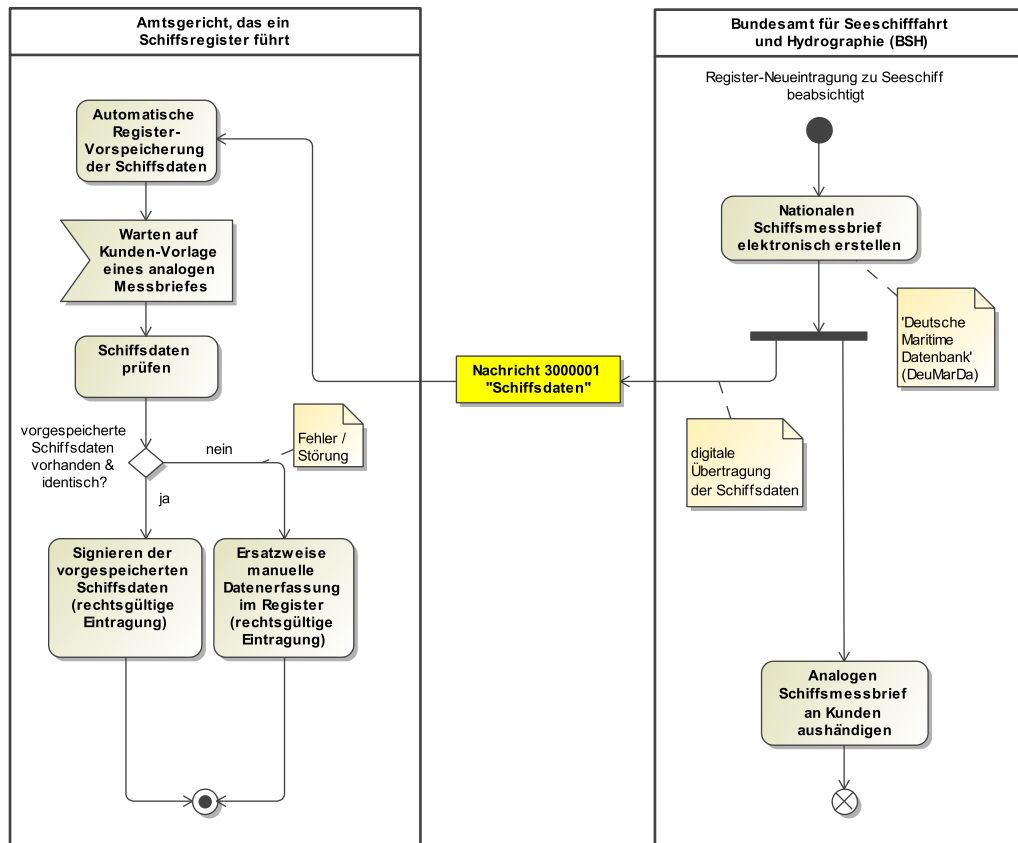 Amtsgericht, das ein
Schiffsregister führt
Automatische
Register-
Vorspeicherung
der Schiffsdaten
Warten auf
Kunden-Vorlage
eines analogen
Messbriefes
Schiffsdaten
prüfen
vorgespeicherte
Schiffsdaten
vorhanden &
identisch?
nein
Fehler /
Störung
ja
Signieren der
vorgespeicherten
Schiffsdaten
(rechtsgültige
Eintragung)
Ersatzweise
manuelle
Datenerfassung
im Register
(rechtsgültige
Eintragung)
Nachricht 3000001
"Schiffsdaten"
Bundesamt für Seeschifffahrt
und Hydrographie (BSH)
Register-Neueintragung zu Seeschiff
beabsichtigt
Nationalen
Schiffsmessbrief
elektronisch erstellen
'Deutsche
Maritime
Datenbank'
(DeuMarDa)
digitale
Übertragung
der Schiffsdaten
Analogen
Schiffsmessbrief
an Kunden
aushändigen